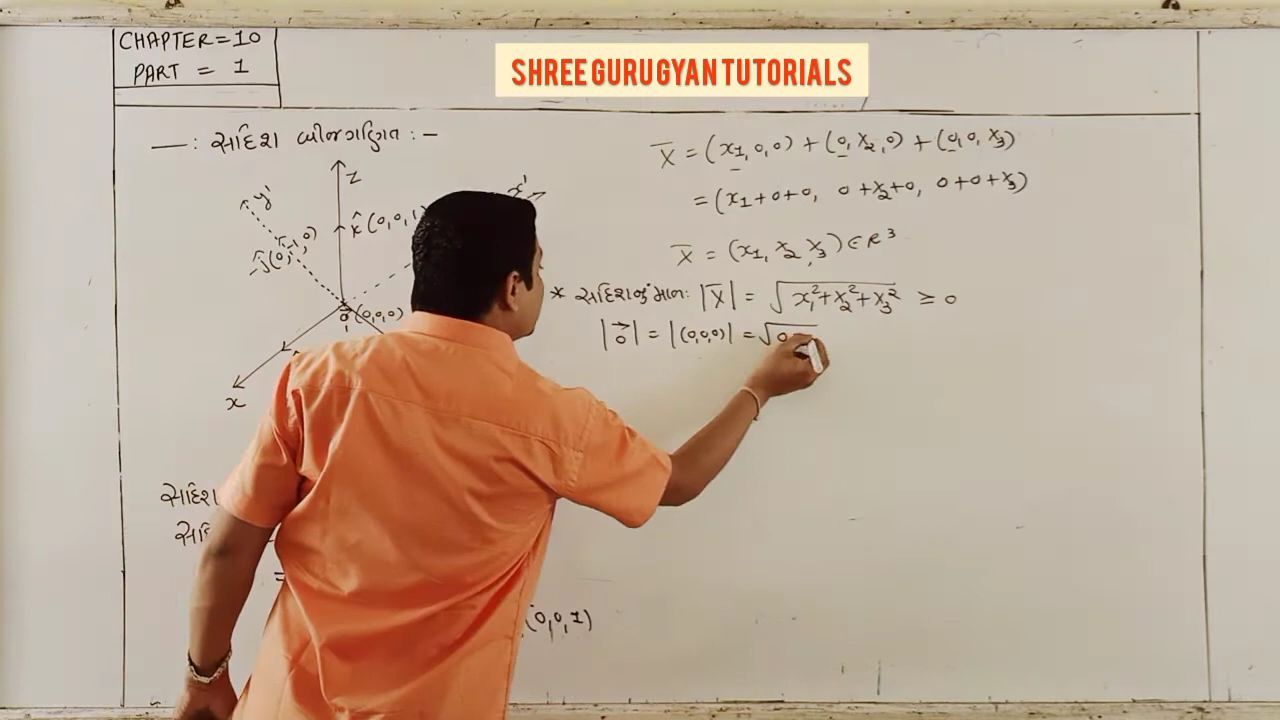 CHAPTER=10
PART = 1
SHREE GURU GYAN TUTORIALS
—: સદિશ બીજગણિત :-
z
y'
x'
k̂ (0,0,1
-ĵ(0,-1,0)
0⃗ (0,0,0)
x
X̄ = (x₁,0,0) + (0,x₂,0) + (0,0,x₃)
= (x₁+0+0, 0+x₂+0, 0+0+x₃)
X̄ = (x₁, x₂, x₃) ∈ R³
* સદિશનું માન: |X̄| = √x₁²+x₂²+x₃² ≥ 0
|0⃗| = |(0,0,0)| = √0
સદિશ
સદિ
=
(0,0,1)